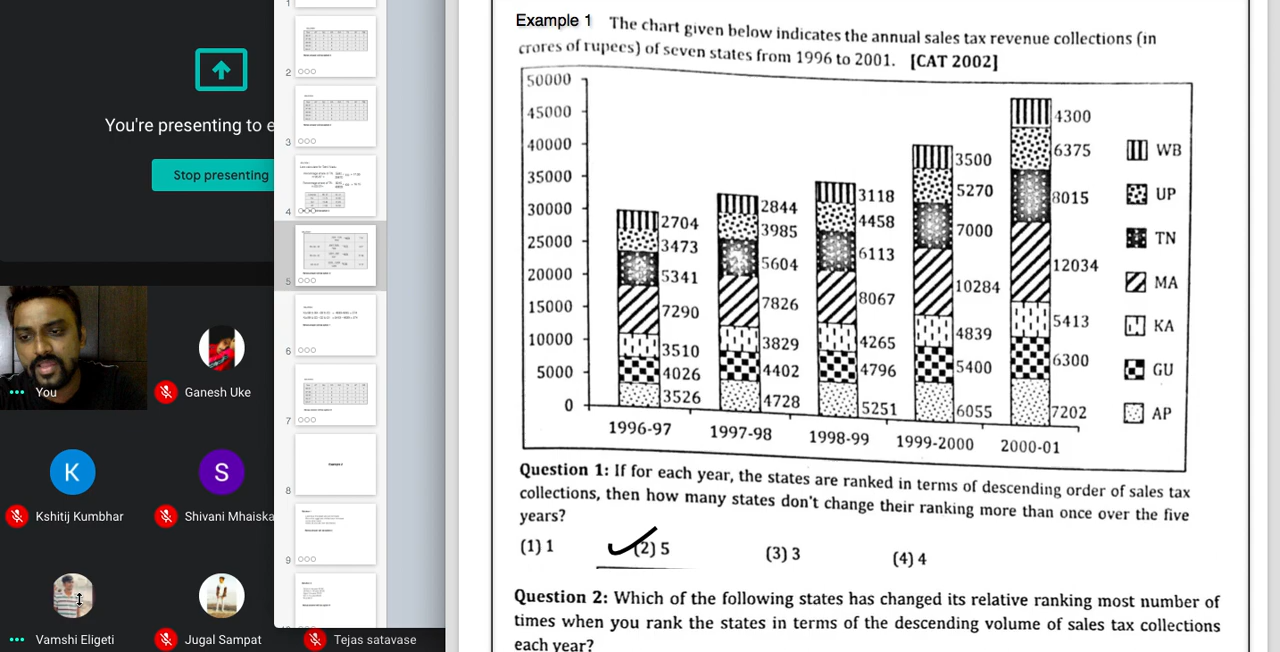 You're presenting to e
Stop presenting
You
Ganesh Uke
K
Kshitij Kumbhar
S
Shivani Mhaiska
Vamshi Eligeti
Jugal Sampat
Tejas satavase
1
2
3
4
5
6
7
8
9
Example 1 The chart given below indicates the annual sales tax revenue collections (in
crores of rupees) of seven states from 1996 to 2001. [CAT 2002]
50000
45000
40000
35000
30000
25000
20000
15000
10000
5000
0
2704
3473
5341
7290
3510
4026
3526
2844
3985
5604
7826
3829
4402
4728
3118
4458
6113
8067
4265
4796
5251
3500
5270
7000
10284
4839
5400
6055
4300
6375
8015
12034
5413
6300
7202
WB
UP
TN
MA
KA
GU
AP
1996-97 1997-98 1998-99 1999-2000 2000-01
Question 1: If for each year, the states are ranked in terms of descending order of sales tax
collections, then how many states don't change their ranking more than once over the five
years?
(1) 1 (2) 5 (3) 3 (4) 4
Question 2: Which of the following states has changed its relative ranking most number of
times when you rank the states in terms of the descending volume of sales tax collections
each year?